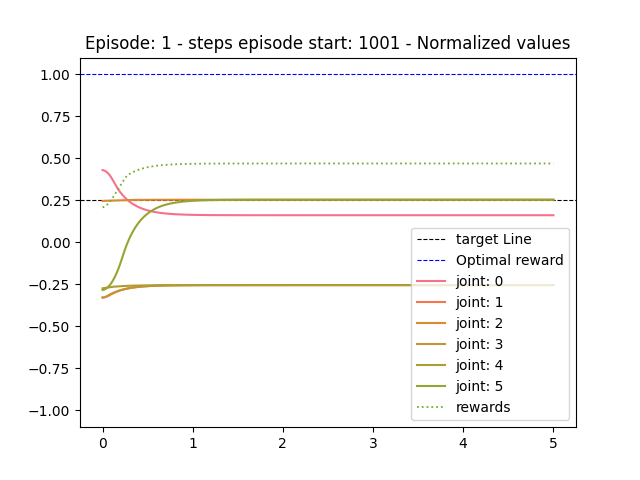 Episode: 1 - steps episode start: 1001 - Normalized values
1.00
0.75
0.50
0.25
0.00
−0.25
−0.50
−0.75
−1.00
target Line
Optimal reward
joint: 0
joint: 1
joint: 2
joint: 3
joint: 4
joint: 5
rewards
0 1 2 3 4 5